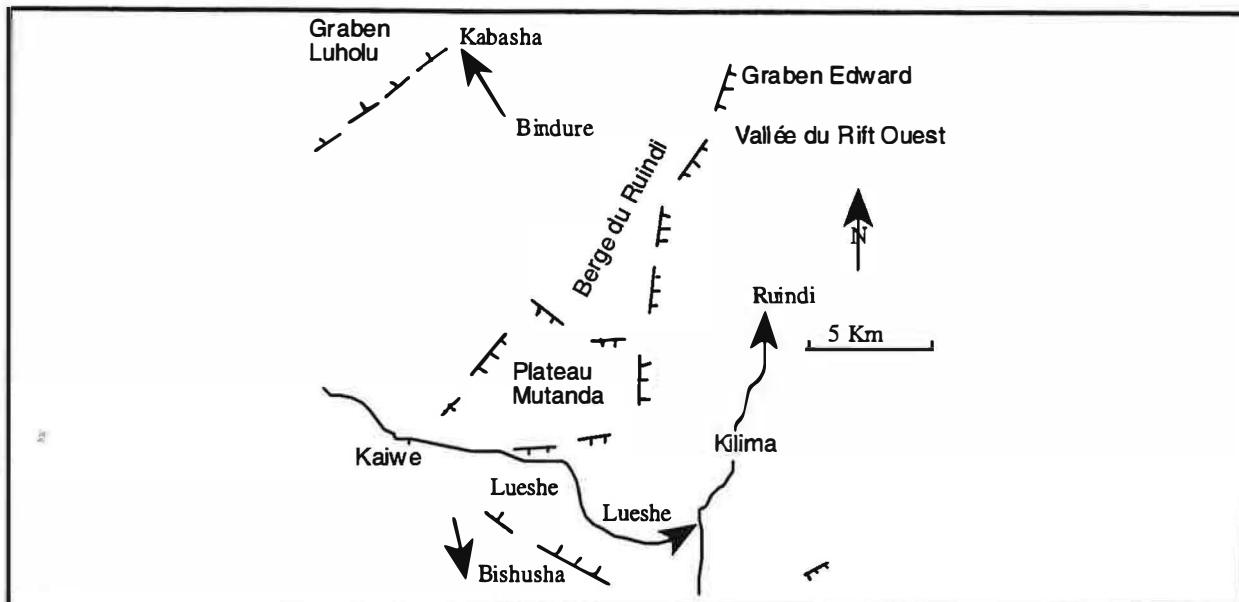 Graben
Luholu
Kabasha
Graben Edward
Bindure
Vallée du Rift Ouest
Berge du Ruindi
N
Ruindi
5 Km
Plateau
Mutanda
Kaiwe
Kilima
Lueshe
Lueshe
Bishusha